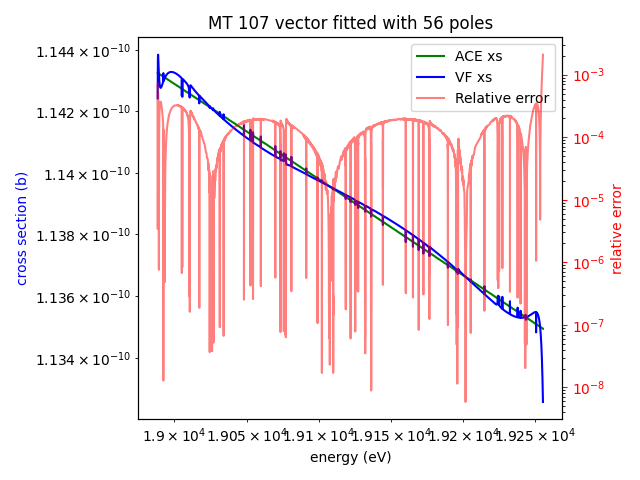 MT 107 vector fitted with 56 poles
ACE xs
VF xs
Relative error
1.144 × 10⁻¹⁰
1.142 × 10⁻¹⁰
1.14 × 10⁻¹⁰
1.138 × 10⁻¹⁰
1.136 × 10⁻¹⁰
1.134 × 10⁻¹⁰
cross section (b)
10⁻³
10⁻⁴
10⁻⁵
10⁻⁶
10⁻⁷
10⁻⁸
relative error
1.9 × 10⁴ 1.905 × 10⁴ 1.91 × 10⁴ 1.915 × 10⁴ 1.92 × 10⁴ 1.925 × 10⁴
energy (eV)